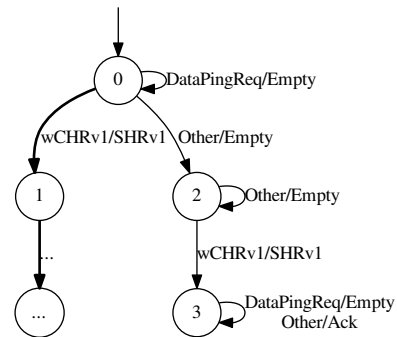 0
DataPingReq/Empty
wCHRv1/SHRv1
Other/Empty
1
2
Other/Empty
...
wCHRv1/SHRv1
...
3
DataPingReq/Empty
Other/Ack